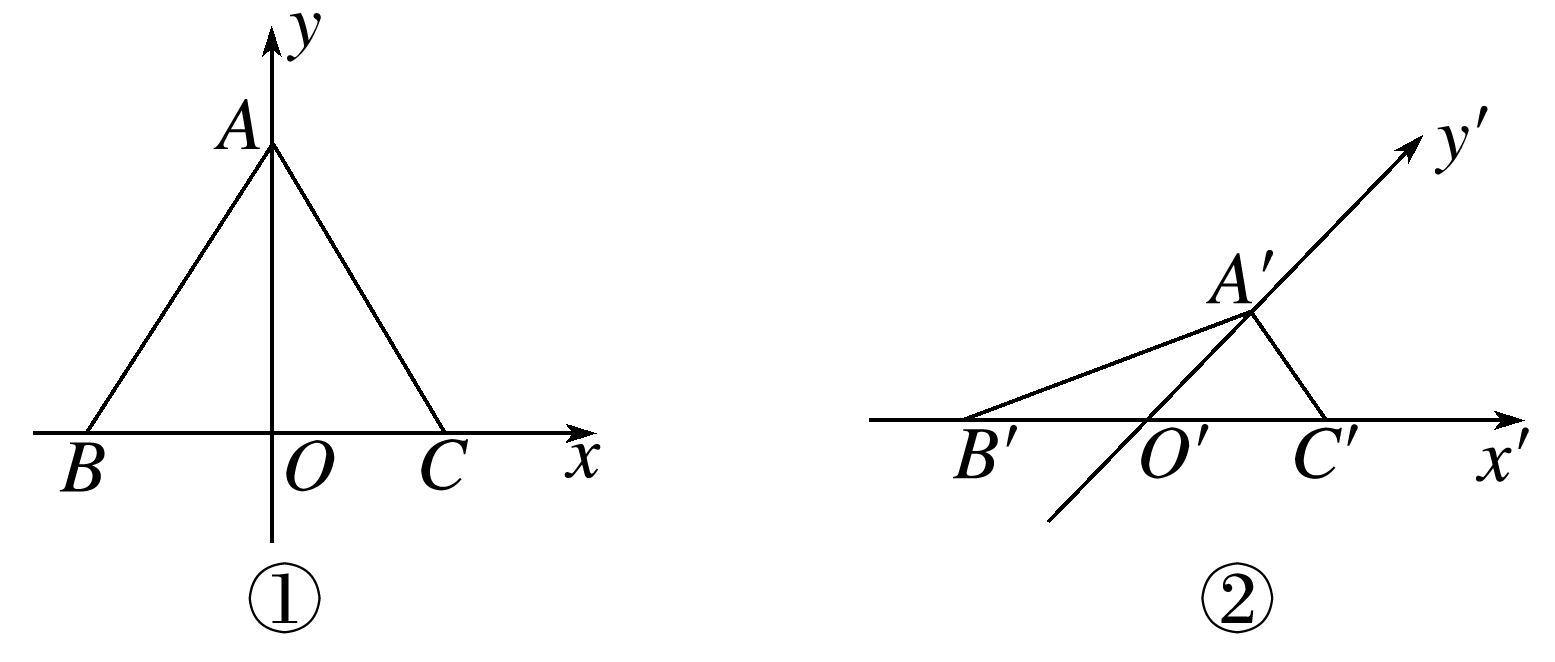 y
A
B O C x
①
y′
A′
B′ O′ C′ x′
②